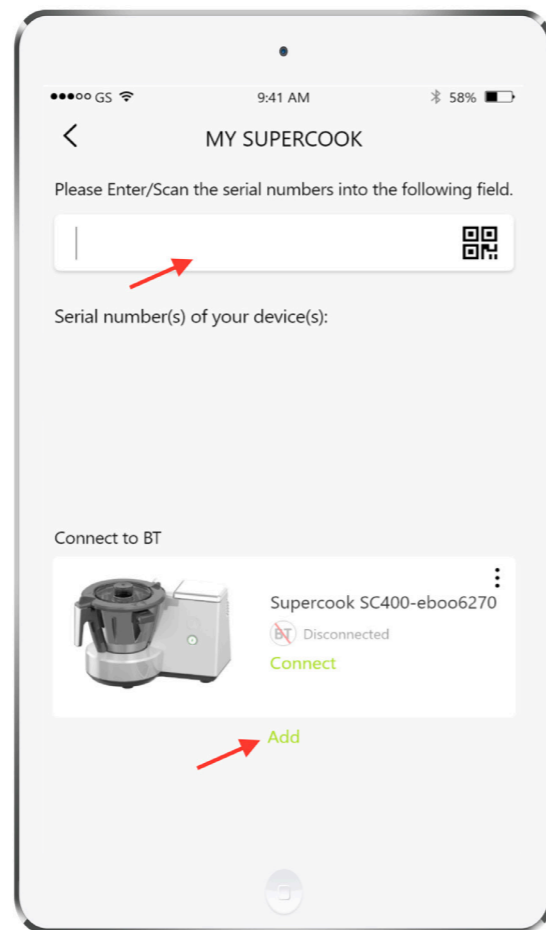 GS 9:41 AM 58%
MY SUPERCOOK
Please Enter/Scan the serial numbers into the following field.
Serial number(s) of your device(s):
Connect to BT
Supercook SC400-eboo6270
BT Disconnected
Connect
Add